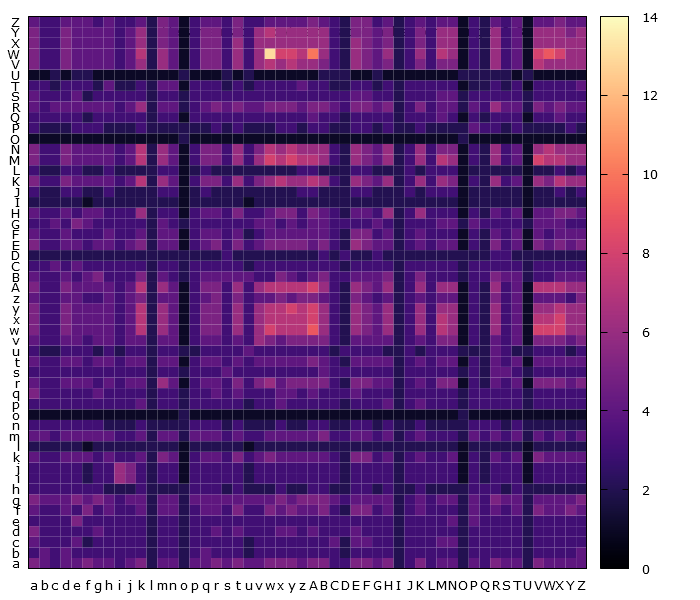 Z
Y
X
W
V
U
T
S
R
Q
P
O
N
M
L
K
J
I
H
G
F
E
D
C
B
A
z
y
x
w
v
u
t
s
r
q
p
o
n
m
l
k
j
i
h
g
f
e
d
c
b
a
a b c d e f g h i j k l m n o p q r s t u v w x y z A B C D E F G H I J K L M N O P Q R S T U V W X Y Z
14
12
10
8
6
4
2
0